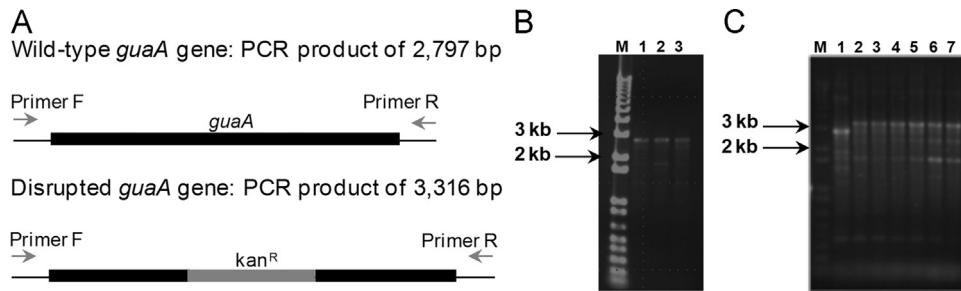 A
Wild-type guaA gene: PCR product of 2,797 bp
Primer F
Primer R
guaA
Disrupted guaA gene: PCR product of 3,316 bp
Primer F
Primer R
kanR
B
M 1 2 3
3 kb
2 kb
C
M 1 2 3 4 5 6 7
3 kb
2 kb